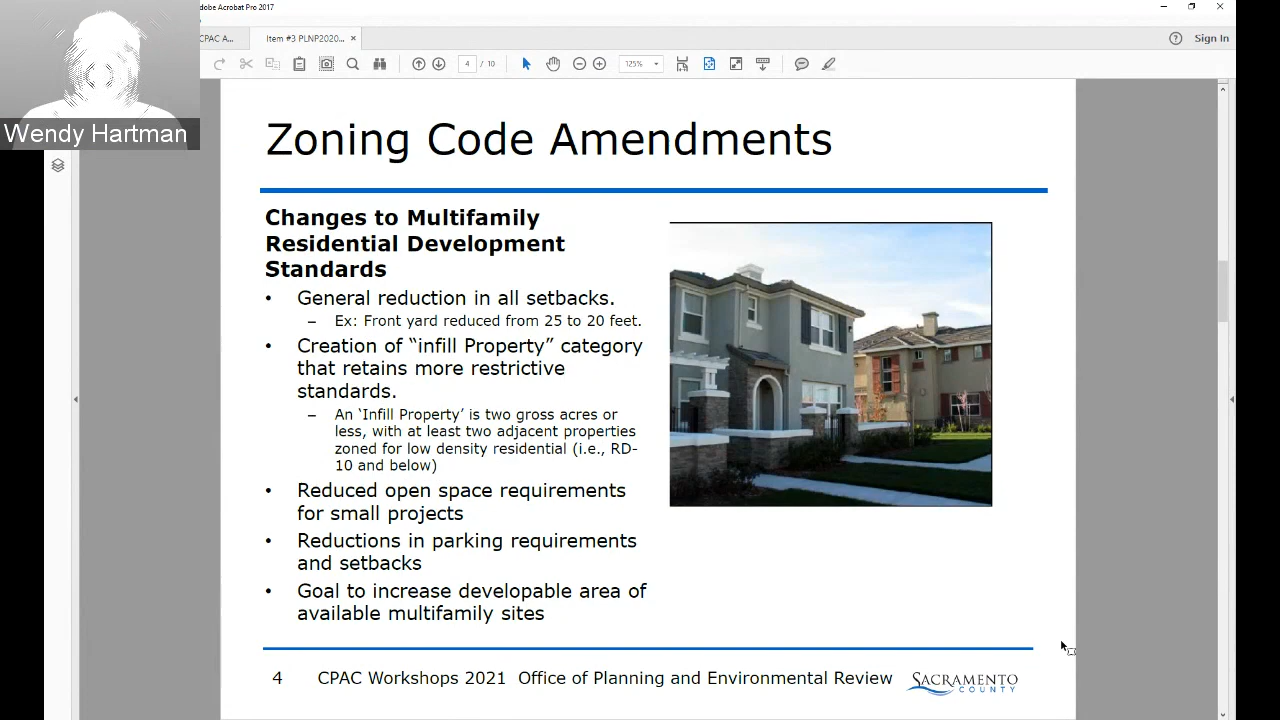 dobe Acrobat Pro 2017
CPAC A...
Item #3 PLNP2020...
Sign In
4 / 10
125%
Wendy Hartman
Zoning Code Amendments
Changes to Multifamily
Residential Development
Standards
• General reduction in all setbacks.
– Ex: Front yard reduced from 25 to 20 feet.
• Creation of “infill Property” category
that retains more restrictive
standards.
– An ‘Infill Property’ is two gross acres or
less, with at least two adjacent properties
zoned for low density residential (i.e., RD-
10 and below)
• Reduced open space requirements
for small projects
• Reductions in parking requirements
and setbacks
• Goal to increase developable area of
available multifamily sites
4 CPAC Workshops 2021 Office of Planning and Environmental Review
SACRAMENTO
COUNTY